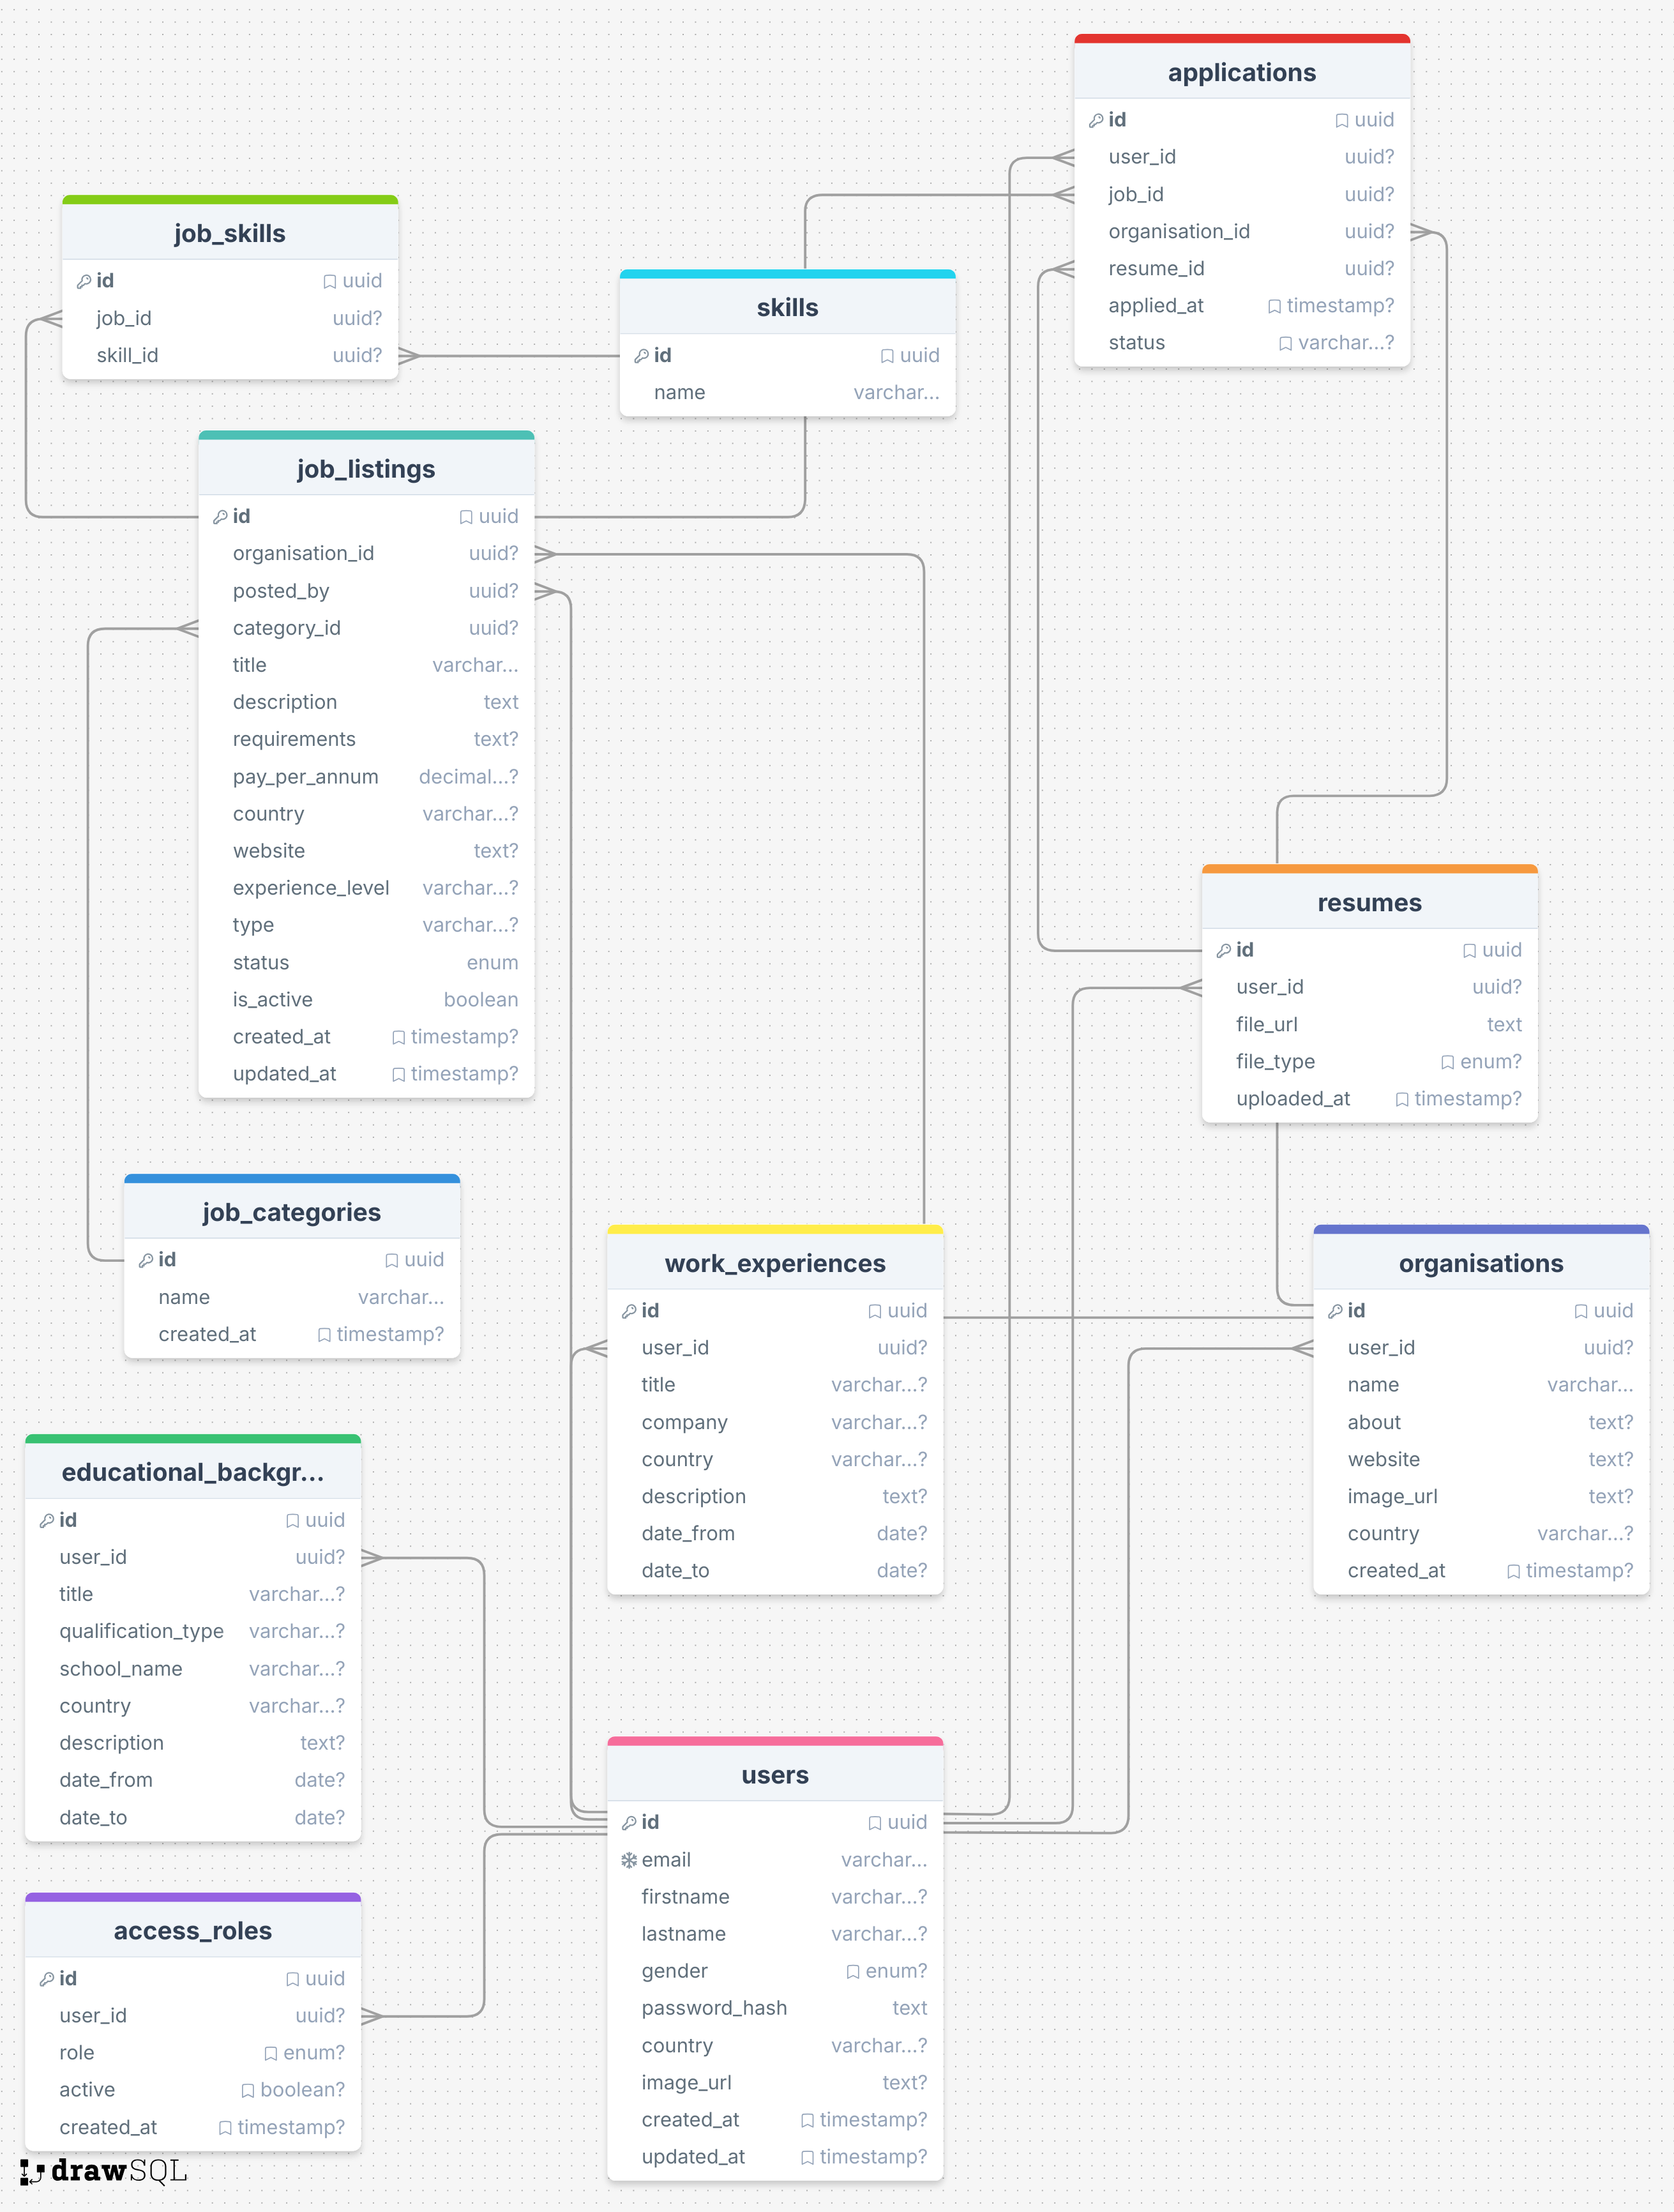 applications
id uuid
user_id uuid?
job_id uuid?
organisation_id uuid?
resume_id uuid?
applied_at timestamp?
status varchar...?
job_skills
id uuid
job_id uuid?
skill_id uuid?
skills
id uuid
name varchar...
job_listings
id uuid
organisation_id uuid?
posted_by uuid?
category_id uuid?
title varchar...
description text
requirements text?
pay_per_annum decimal...?
country varchar...?
website text?
experience_level varchar...?
type varchar...?
status enum
is_active boolean
created_at timestamp?
updated_at timestamp?
resumes
id uuid
user_id uuid?
file_url text
file_type enum?
uploaded_at timestamp?
job_categories
id uuid
name varchar...
created_at timestamp?
work_experiences
id uuid
user_id uuid?
title varchar...?
company varchar...?
country varchar...?
description text?
date_from date?
date_to date?
organisations
id uuid
user_id uuid?
name varchar...
about text?
website text?
image_url text?
country varchar...?
created_at timestamp?
educational_backgr...
id uuid
user_id uuid?
title varchar...?
qualification_type varchar...?
school_name varchar...?
country varchar...?
description text?
date_from date?
date_to date?
users
id uuid
email varchar...
firstname varchar...?
lastname varchar...?
gender enum?
password_hash text
country varchar...?
image_url text?
created_at timestamp?
updated_at timestamp?
access_roles
id uuid
user_id uuid?
role enum?
active boolean?
created_at timestamp?
drawSQL